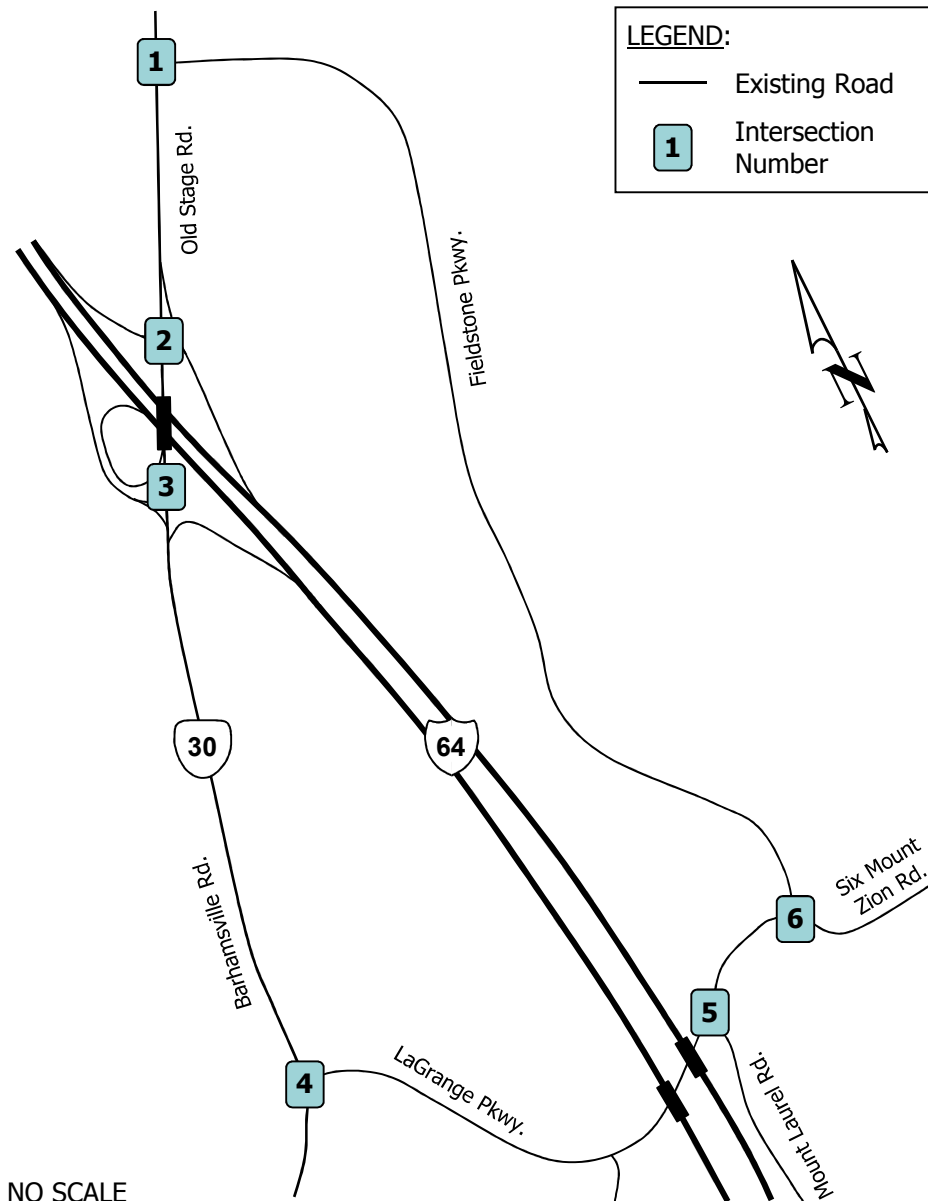 LEGEND:
Existing Road
1
Intersection
Number
1
Old Stage Rd.
Fieldstone Pkwy.
2
N
3
30
64
Barhamsville Rd.
Six Mount
Zion Rd.
6
5
4
LaGrange Pkwy.
Mount Laurel Rd.
NO SCALE